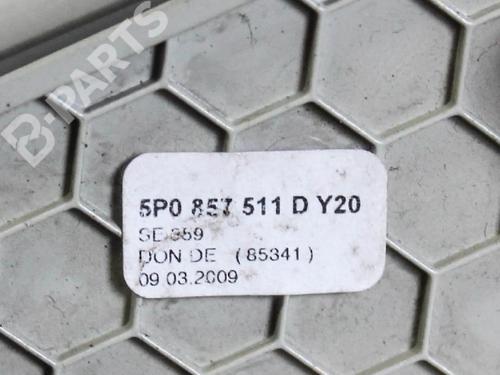 B-PARTS
5P0 857 511 D Y20
SE 359
DON DE (85341)
09.03.2009